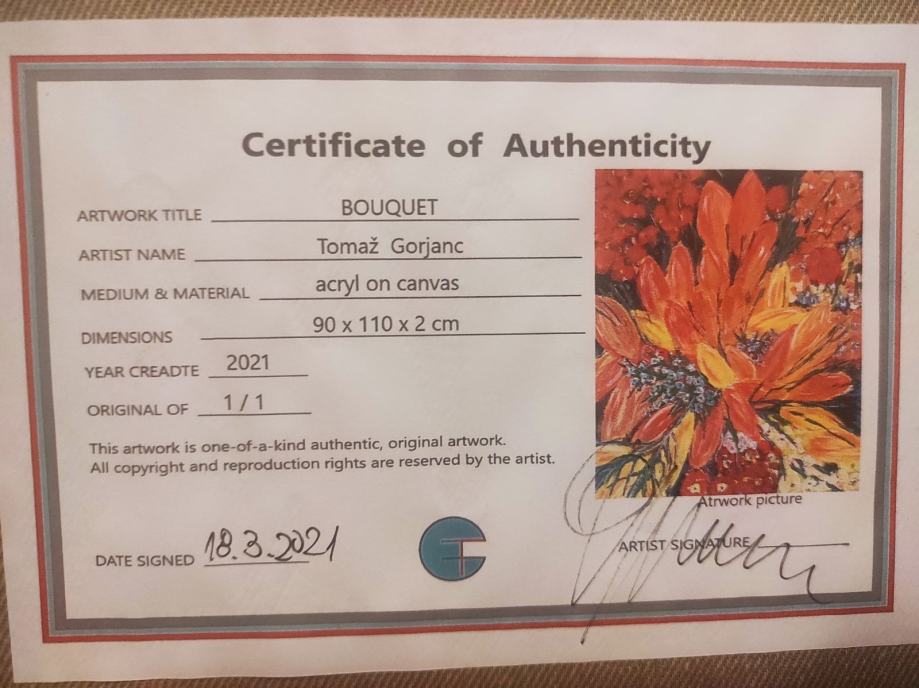 Certificate of Authenticity
ARTWORK TITLE BOUQUET
ARTIST NAME Tomaž Gorjanc
MEDIUM & MATERIAL acryl on canvas
DIMENSIONS 90 x 110 x 2 cm
YEAR CREADTE 2021
ORIGINAL OF 1 / 1
This artwork is one-of-a-kind authentic, original artwork.
All copyright and reproduction rights are reserved by the artist.
Atrwork picture
DATE SIGNED 18.3.2021
ARTIST SIGNATURE